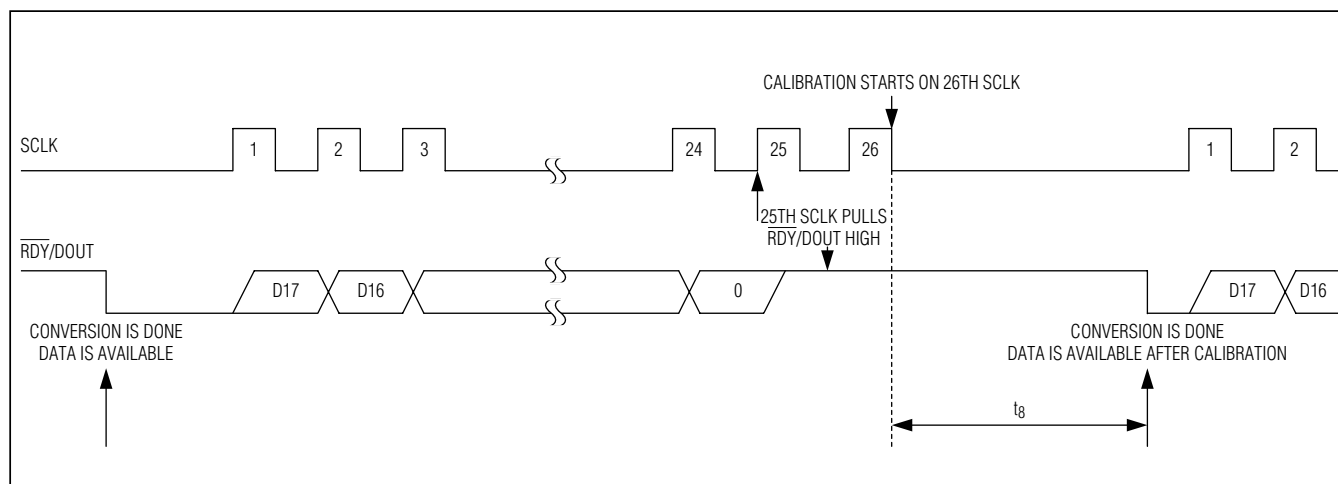 CALIBRATION STARTS ON 26TH SCLK
SCLK
1
2
3
24
25
26
1
2
25TH SCLK PULLS
RDY/DOUT HIGH
RDY/DOUT
D17
D16
0
D17
D16
CONVERSION IS DONE
DATA IS AVAILABLE
CONVERSION IS DONE
DATA IS AVAILABLE AFTER CALIBRATION
t8